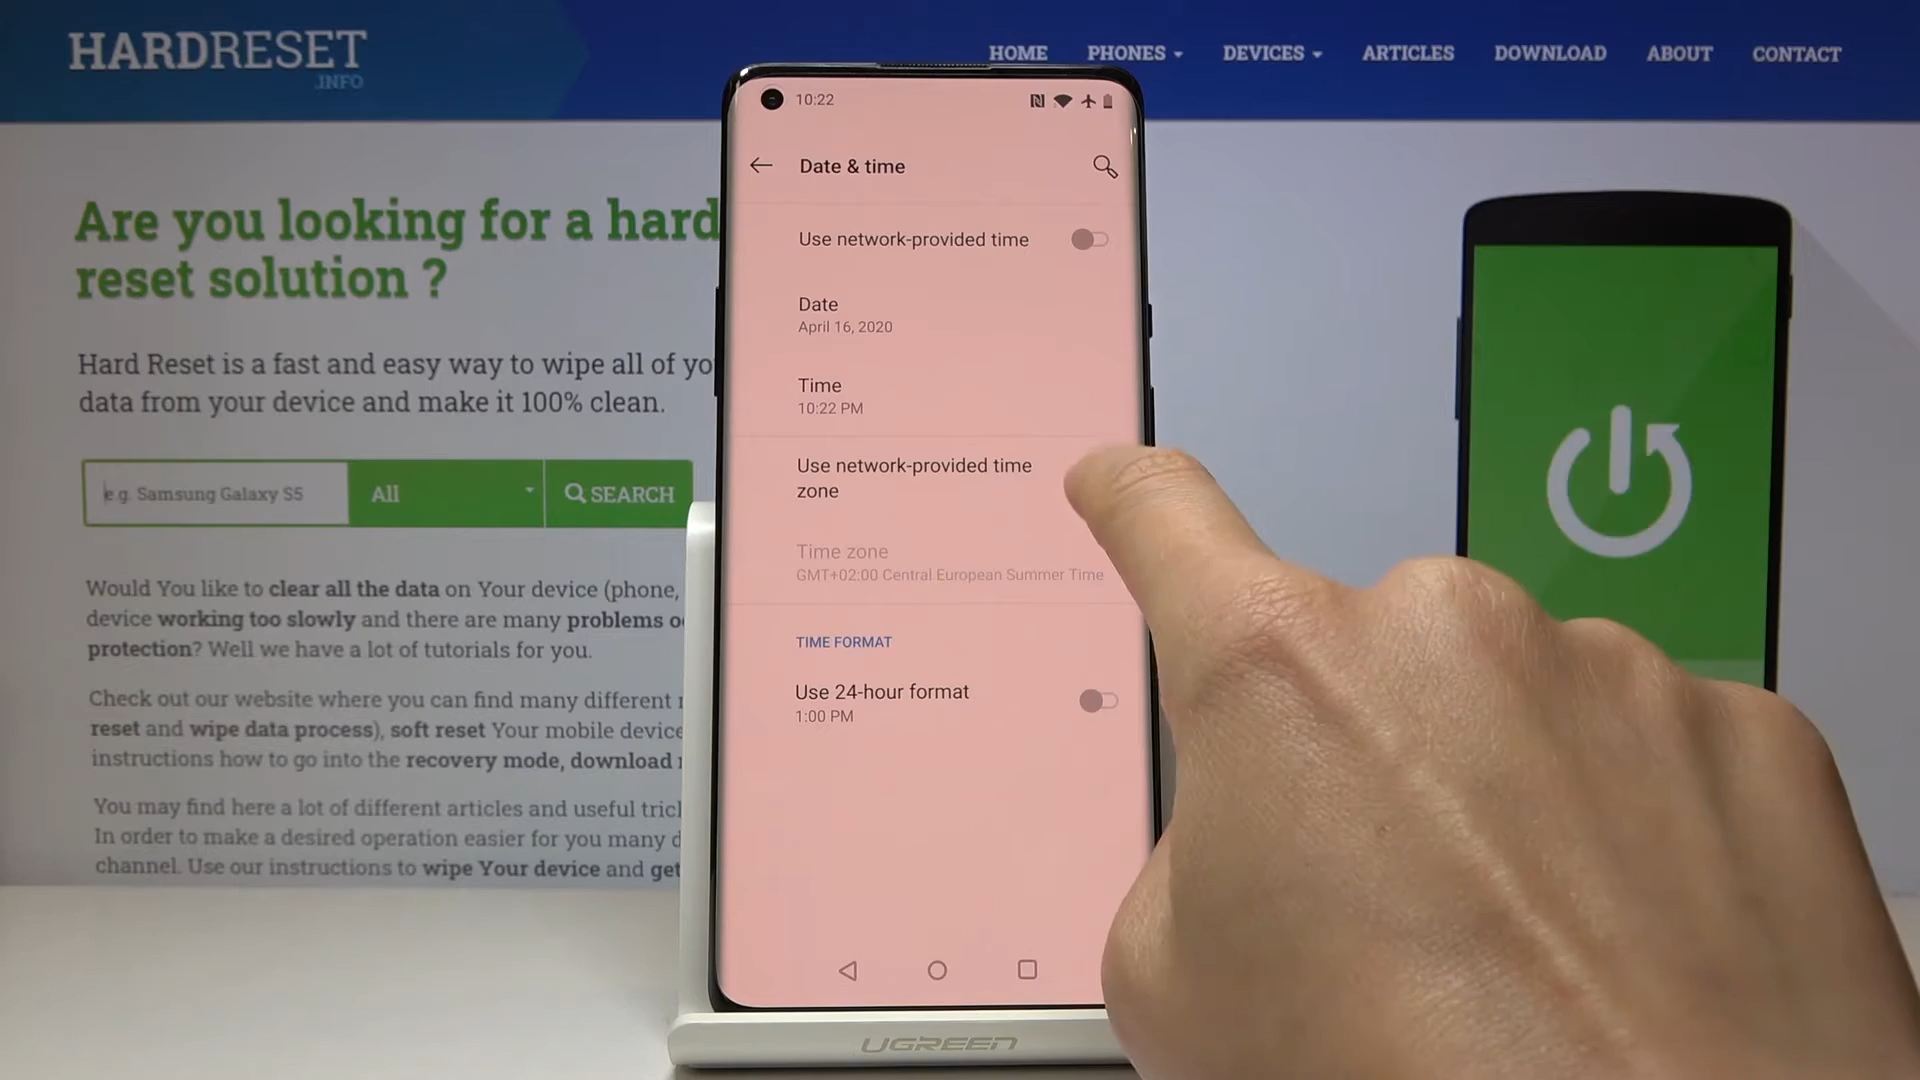 HARDRESET
.INFO
HOME PHONES DEVICES ARTICLES DOWNLOAD ABOUT CONTACT
Are you looking for a hard
reset solution ?
Hard Reset is a fast and easy way to wipe all of
data from your device and make it 100% clean.
e.g. Samsung Galaxy S5 All SEARCH
Would You like to clear all the data on Your device (phone,
device working too slowly and there are many problems
protection? Well we have a lot of tutorials for you.
Check out our website where you can find many different
reset and wipe data process), soft reset Your mobile device
instructions how to go into the recovery mode, download
You may find here a lot of different articles and useful
In order to make a desired operation easier for you many
channel. Use our instructions to wipe Your device and get
10:22
Date & time
Use network-provided time
Date
April 16, 2020
Time
10:22 PM
Use network-provided time
zone
Time zone
GMT+02:00 Central European Summer Time
TIME FORMAT
Use 24-hour format
1:00 PM
UGREEN